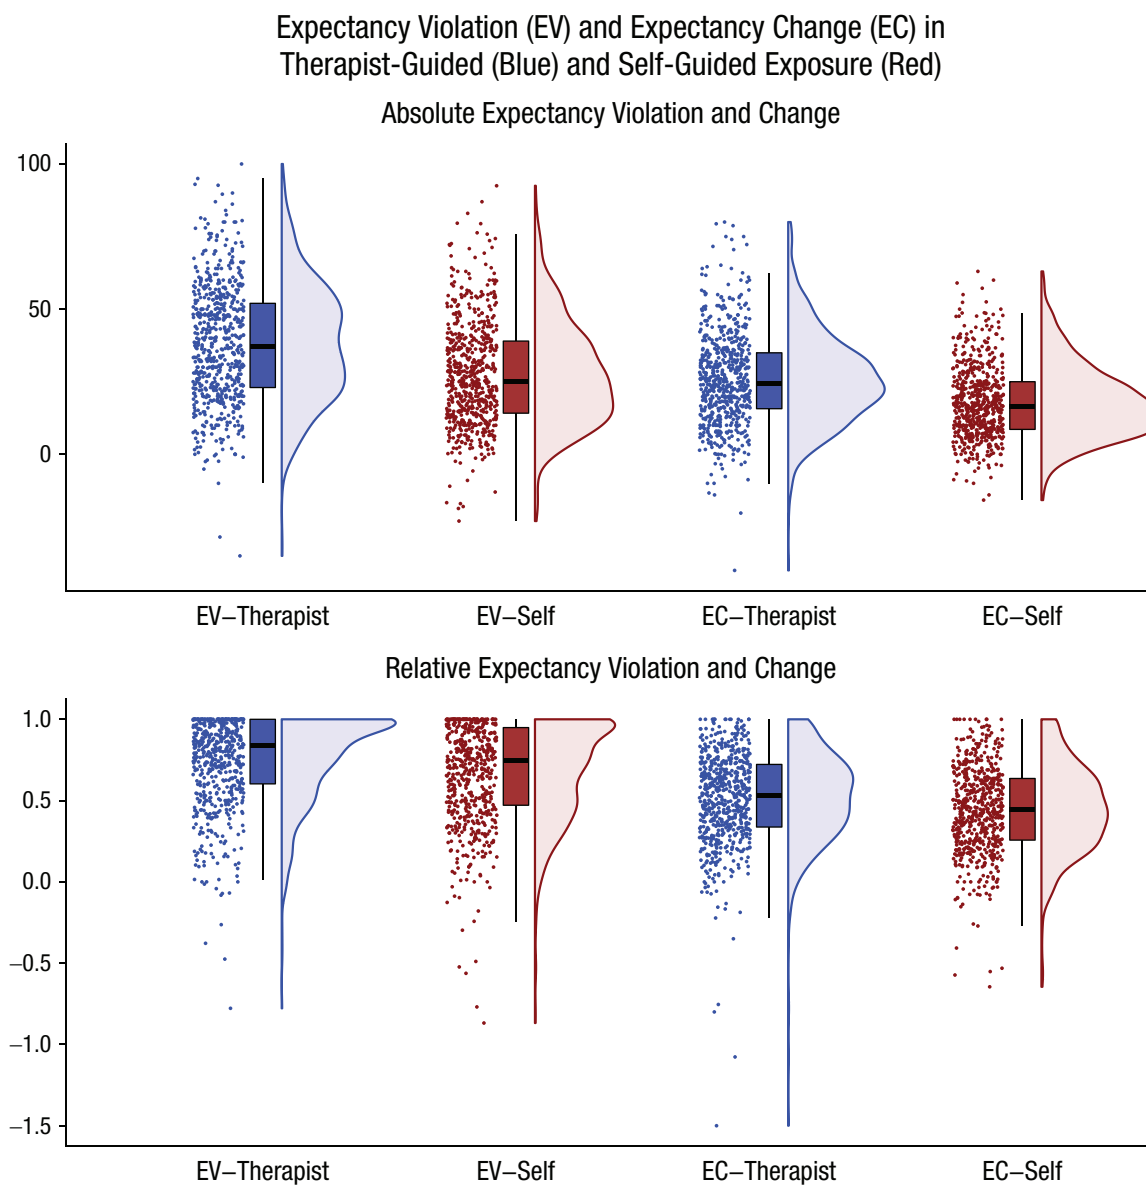 Expectancy Violation (EV) and Expectancy Change (EC) in
Therapist-Guided (Blue) and Self-Guided Exposure (Red)
Absolute Expectancy Violation and Change
100
50
0
EV–Therapist
EV–Self
EC–Therapist
EC–Self
Relative Expectancy Violation and Change
1.0
0.5
0.0
–0.5
–1.0
–1.5
EV–Therapist
EV–Self
EC–Therapist
EC–Self